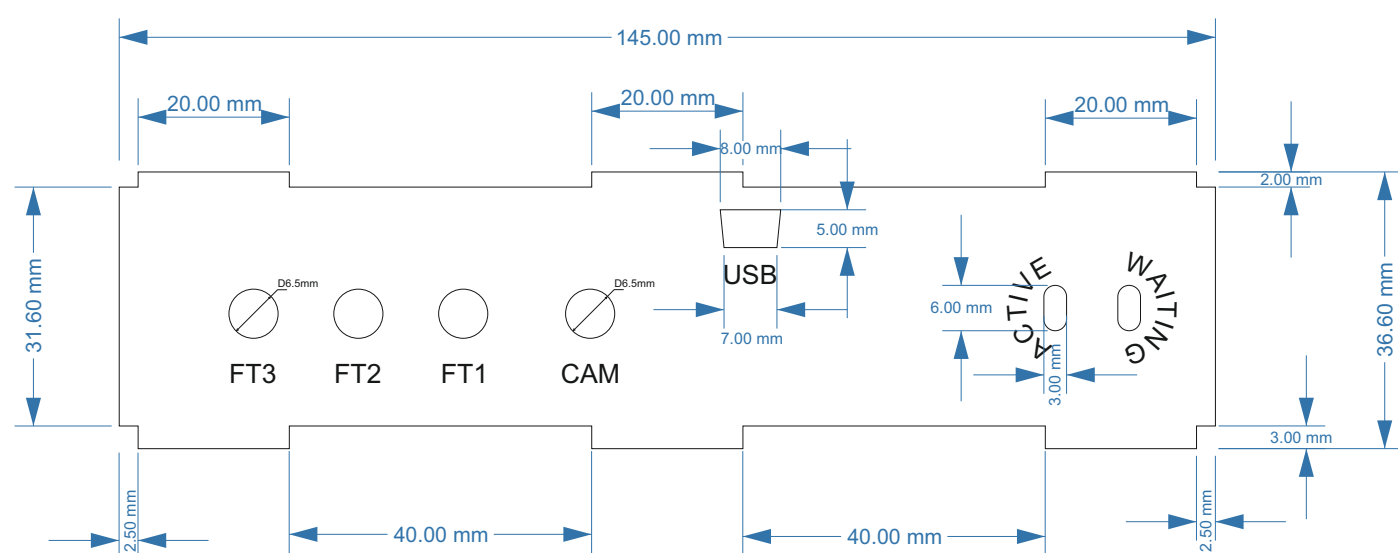 145.00 mm
20.00 mm
20.00 mm
20.00 mm
8.00 mm
2.00 mm
5.00 mm
31.60 mm
USB
ACTIVE
WAITING
D6.5mm
D6.5mm
6.00 mm
36.60 mm
7.00 mm
3.00 mm
FT3
FT2
FT1
CAM
3.00 mm
2.50 mm
40.00 mm
40.00 mm
2.50 mm